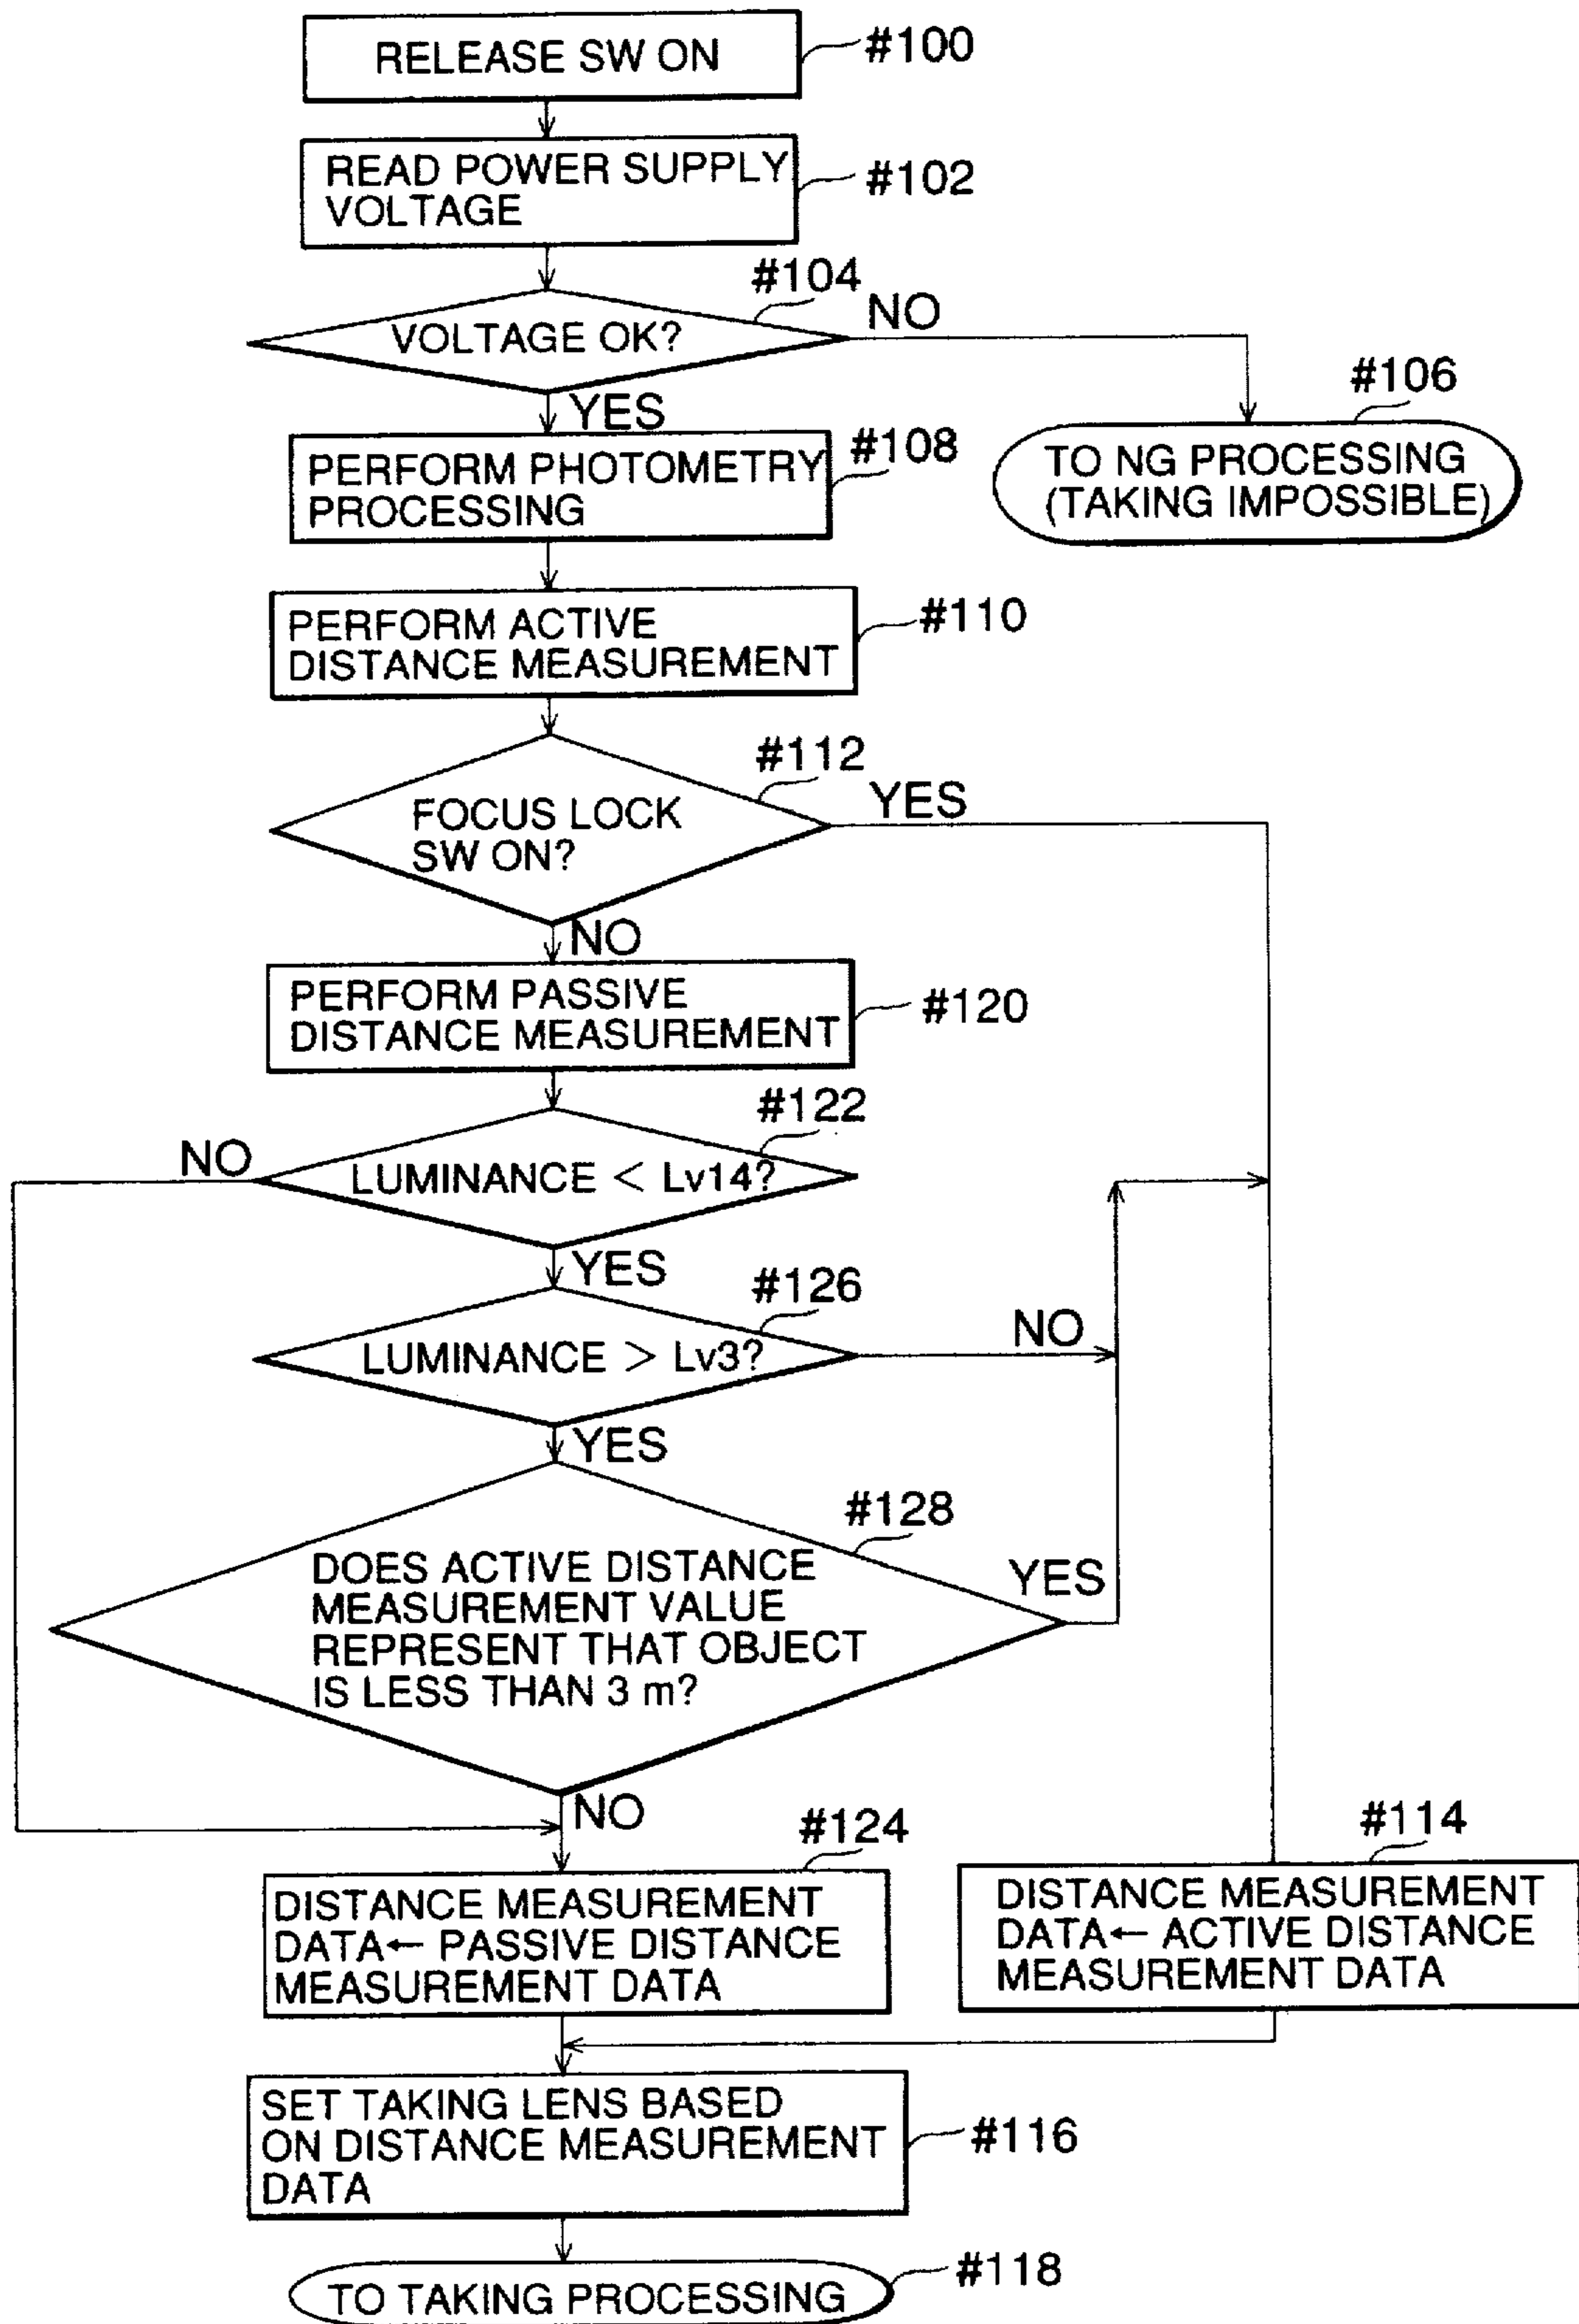 RELEASE SW ON
#100
READ POWER SUPPLY
VOLTAGE
#102
#104
VOLTAGE OK?
NO
YES
#106
TO NG PROCESSING
(TAKING IMPOSSIBLE)
PERFORM PHOTOMETRY
PROCESSING
#108
PERFORM ACTIVE
DISTANCE MEASUREMENT
#110
#112
FOCUS LOCK
SW ON?
YES
NO
PERFORM PASSIVE
DISTANCE MEASUREMENT
#120
#122
NO
LUMINANCE < Lv14?
YES
#126
LUMINANCE > Lv3?
NO
YES
#128
DOES ACTIVE DISTANCE
MEASUREMENT VALUE
REPRESENT THAT OBJECT
IS LESS THAN 3 m?
YES
NO
#124
DISTANCE MEASUREMENT
DATA← PASSIVE DISTANCE
MEASUREMENT DATA
#114
DISTANCE MEASUREMENT
DATA← ACTIVE DISTANCE
MEASUREMENT DATA
SET TAKING LENS BASED
ON DISTANCE MEASUREMENT
DATA
#116
TO TAKING PROCESSING
#118